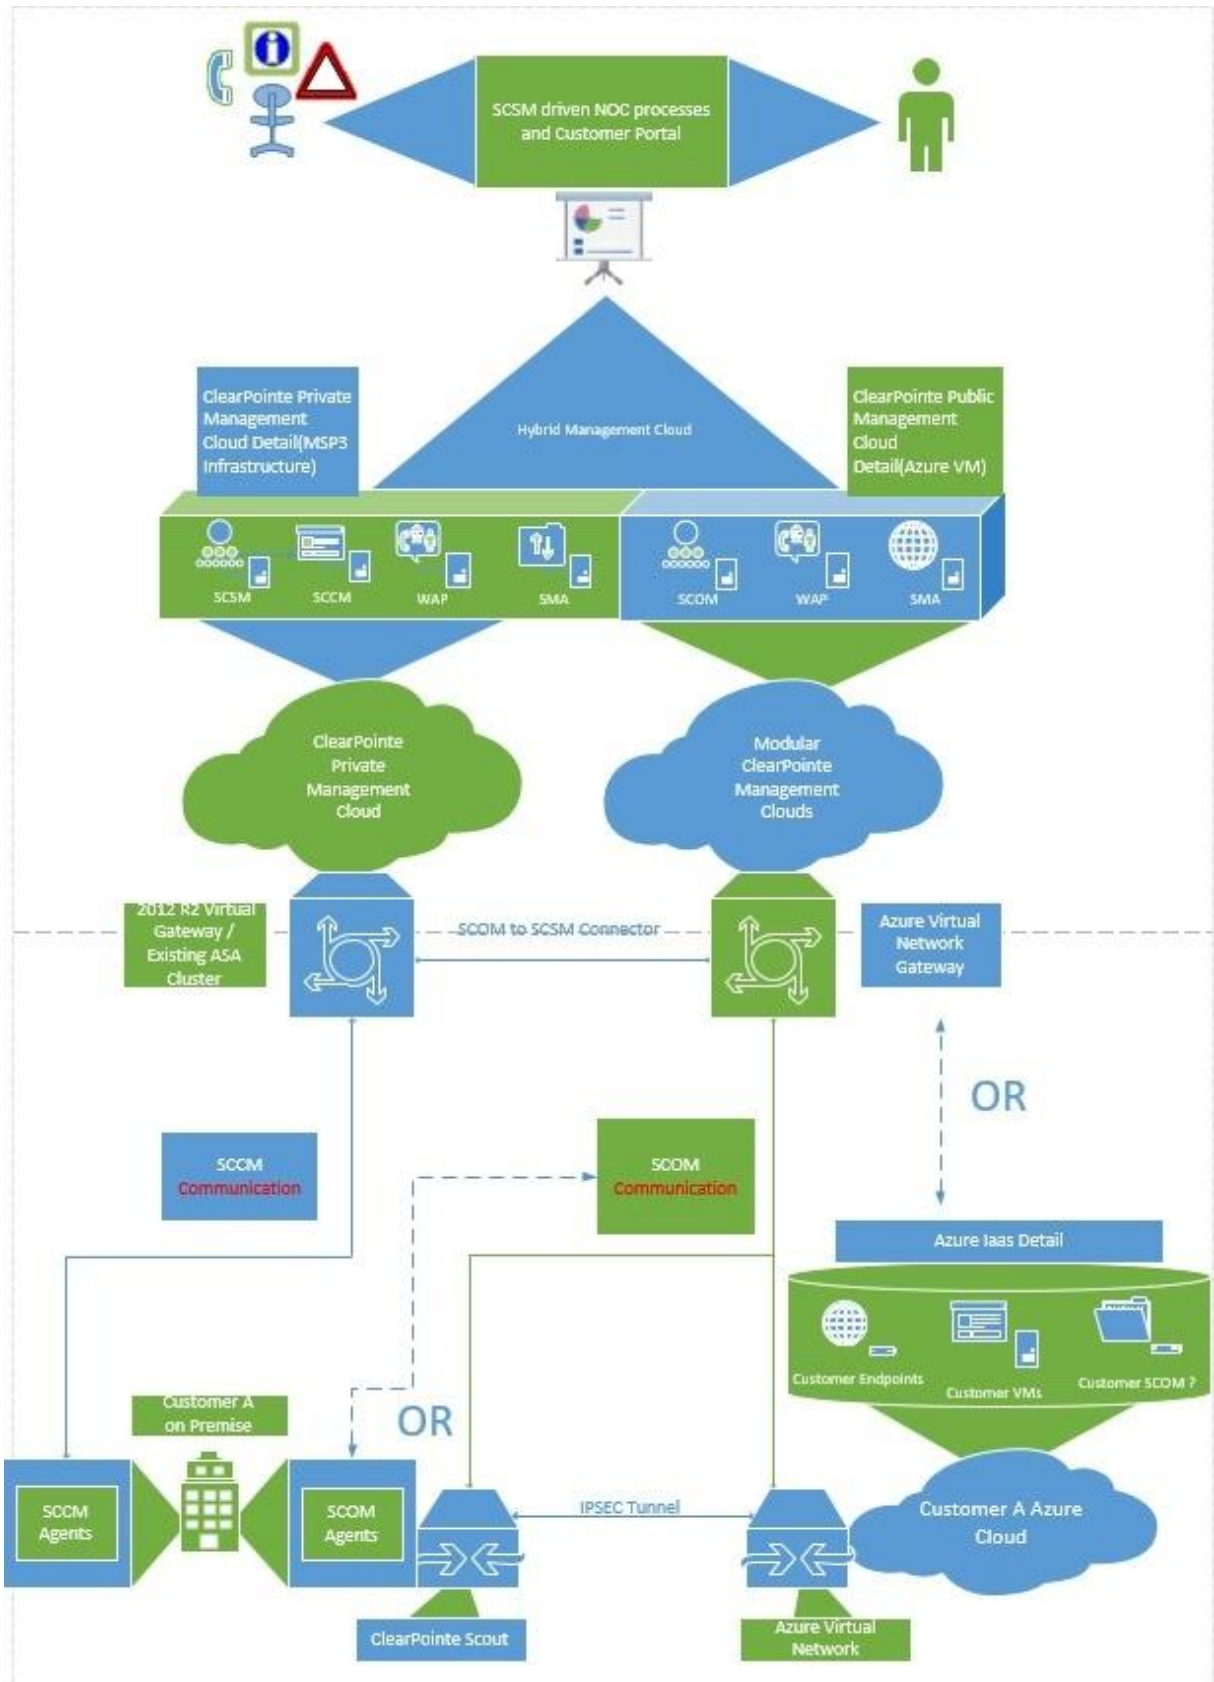 SCSM driven NOC processes
and Customer Portal
ClearPointe Private
Management
Cloud Detail(MSP3
Infrastructure)
Hybrid Management Cloud
ClearPointe Public
Management
Cloud
Detail(Azure VM)
SCSM
SCCM
WAP
SMA
SCOM
WAP
SMA
ClearPointe
Private
Management
Cloud
Modular
ClearPointe
Management
Clouds
2012 R2 Virtual
Gateway /
Existing ASA
Cluster
SCOM to SCSM Connector
Azure Virtual
Network
Gateway
OR
SCCM
Communication
SCOM
Communication
Azure Iaas Detail
Customer Endpoints
Customer VMs
Customer SCOM ?
Customer A
on Premise
OR
SCCM
Agents
SCOM
Agents
IPSEC Tunnel
Customer A Azure
Cloud
ClearPointe Scout
Azure Virtual
Network